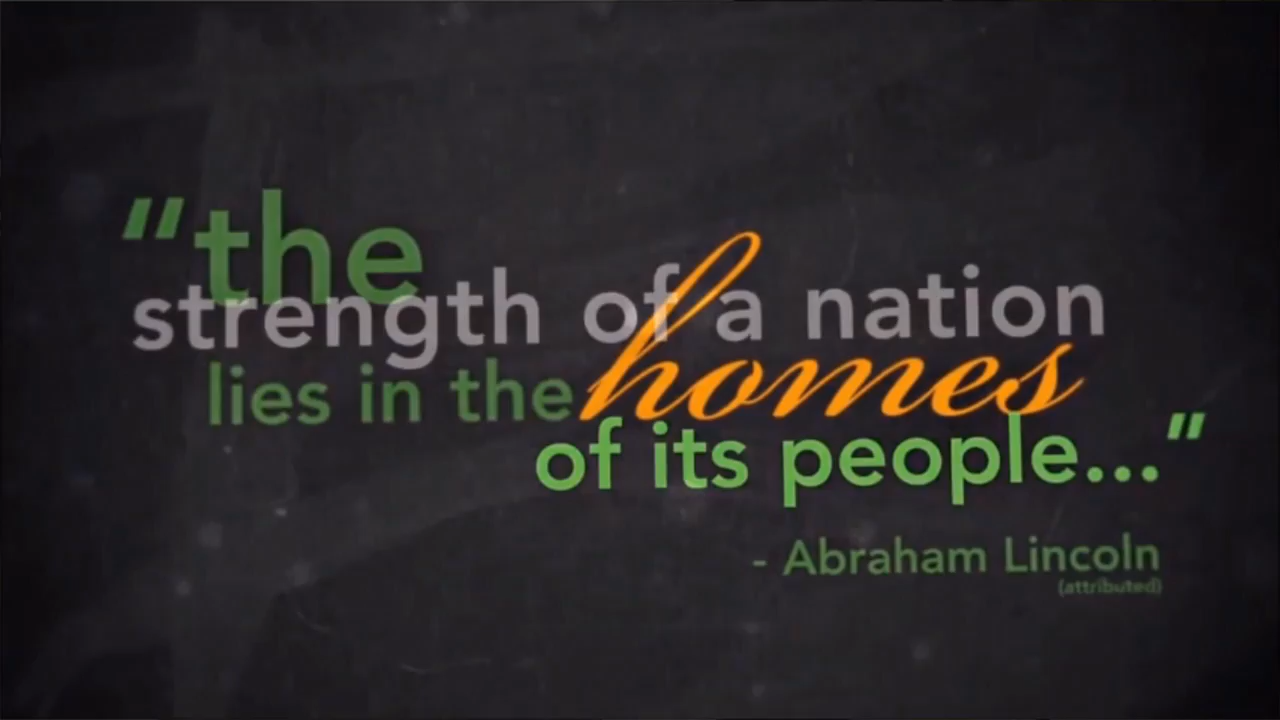 “the
strength of a nation
lies in the homes
of its people..."
- Abraham Lincoln
(attributed)